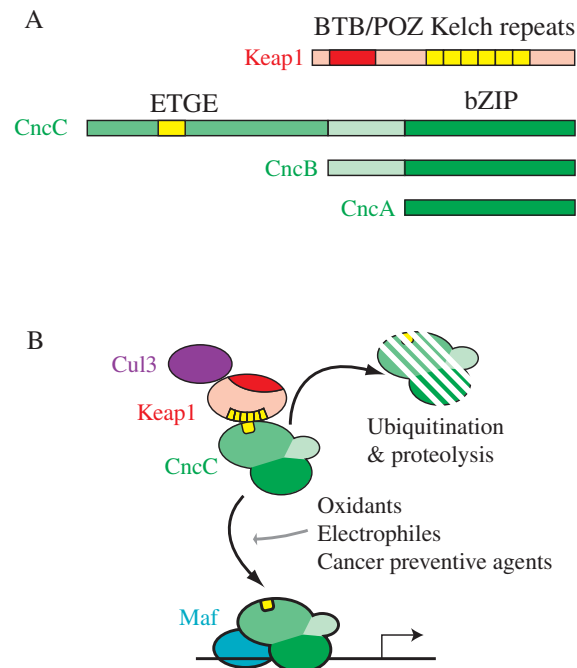 A
BTB/POZ Kelch repeats
Keap1
ETGE
bZIP
CncC
CncB
CncA
B
Cul3
Keap1
CncC
Ubiquitination
& proteolysis
Oxidants
Electrophiles
Cancer preventive agents
Maf